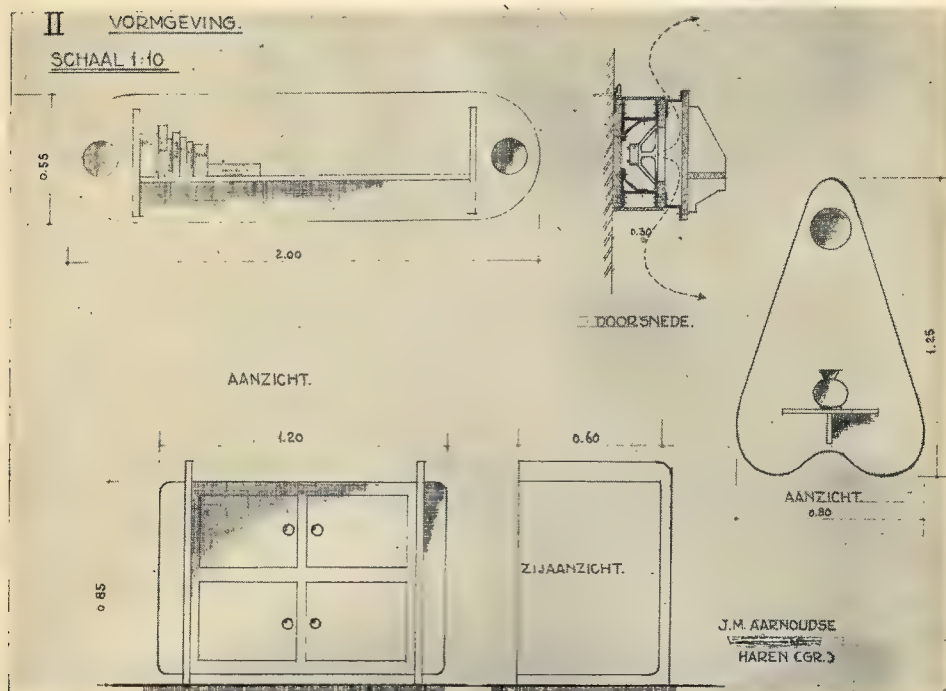 II VORMGEVING.
SCHAAL 1:10
0.55
2.00
0.30
DOORSNEDE.
1.25
AANZICHT.
1.20
0.60
AANZICHT
0.80
0.85
ZIJAANZICHT.
J.M. AARNOUDSE
HAREN (GR.)